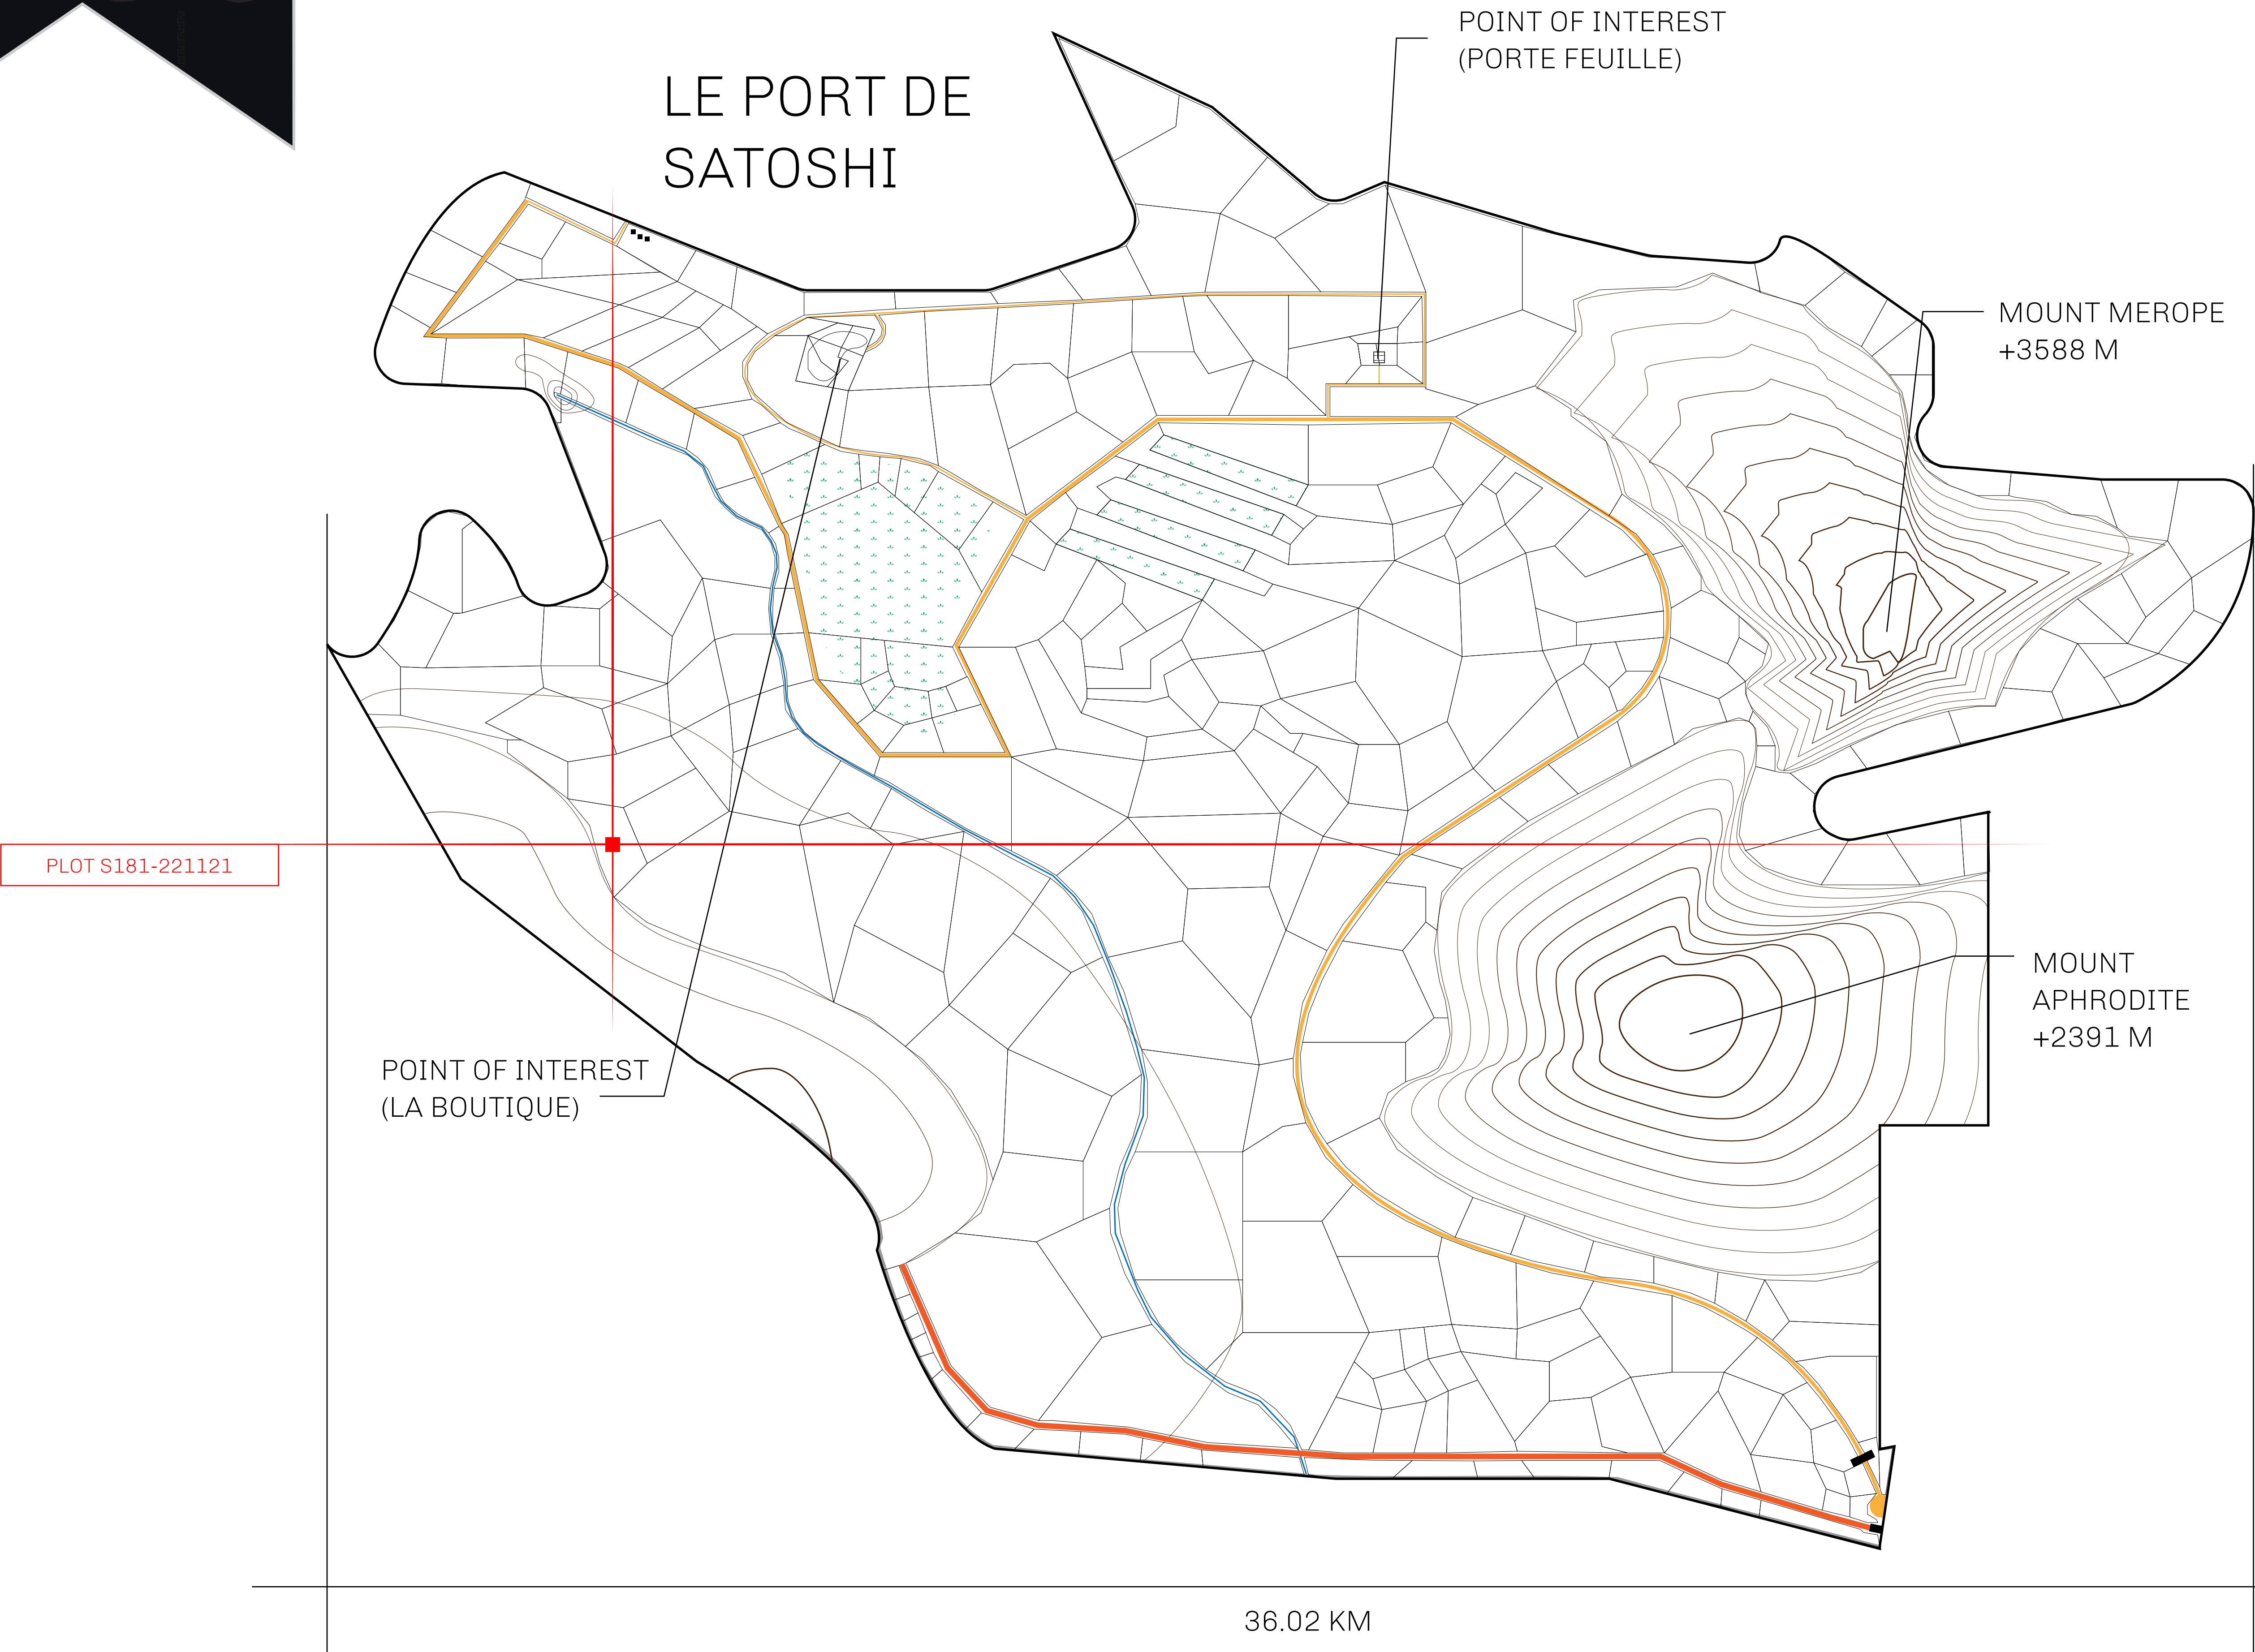 POINT OF INTEREST
(PORTE FEUILLE)
LE PORT DE
SATOSHI
MOUNT MEROPE
+3588 M
PLOT S181-221121
MOUNT
APHRODITE
+2391 M
POINT OF INTEREST
(LA BOUTIQUE)
36.02 KM